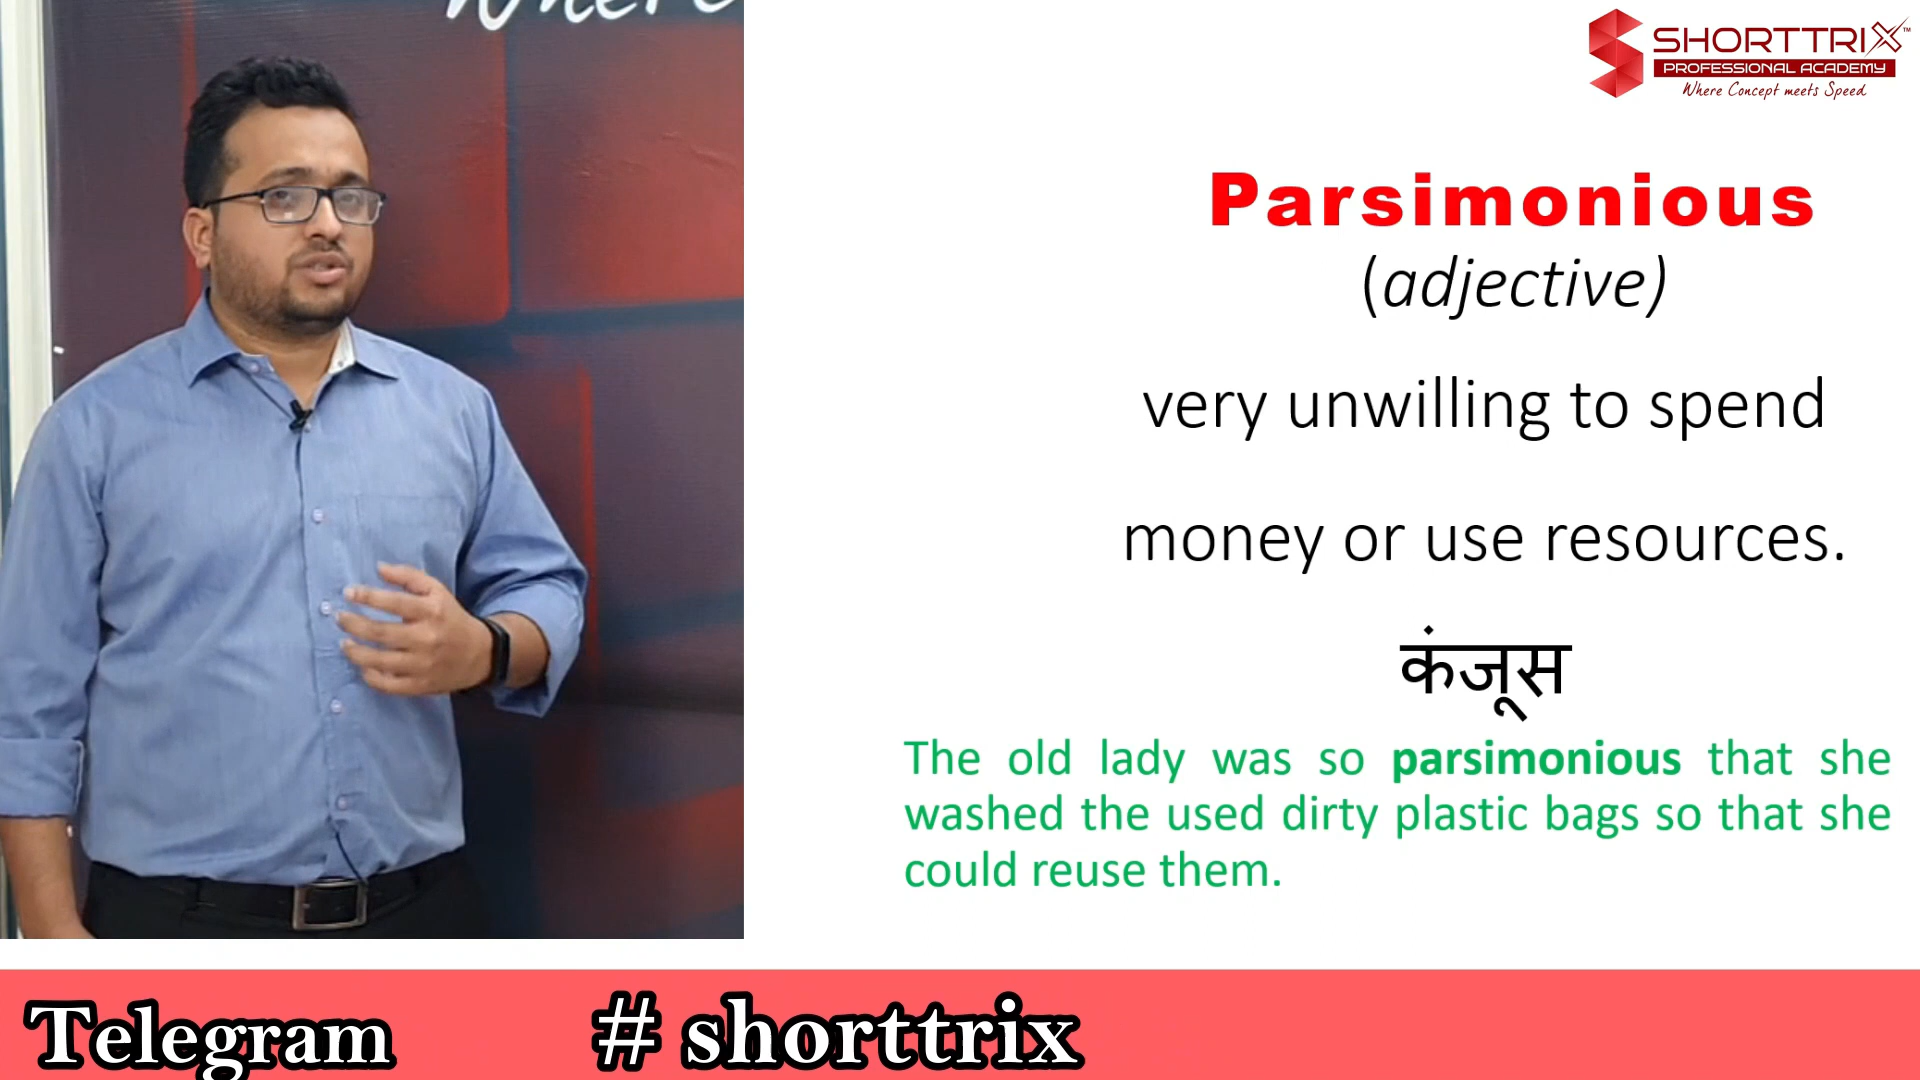 Where
SHORTTRIX™
PROFESSIONAL ACADEMY
Where Concept meets Speed
Parsimonious
(adjective)
very unwilling to spend
money or use resources.
कंजूस
The old lady was so parsimonious that she
washed the used dirty plastic bags so that she
could reuse them.
Telegram # shorttrix